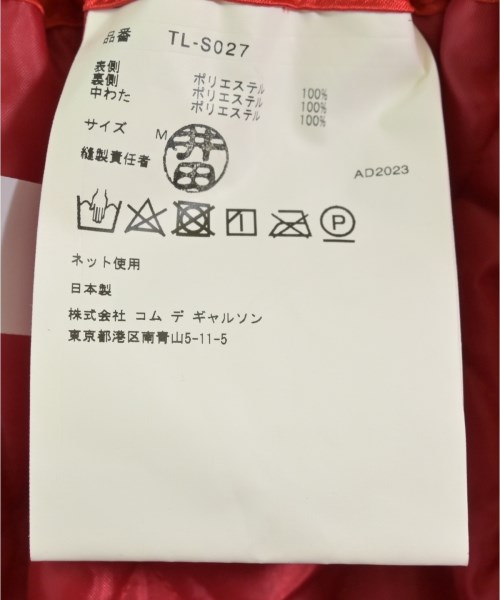 品番 TL-S027
表側 ポリエステル 100%
裏側 ポリエステル 100%
中わた ポリエステル 100%
サイズ M
縫製責任者 井田
AD2023
P
ネット使用
日本製
株式会社 コム デ ギャルソン
東京都港区南青山5-11-5